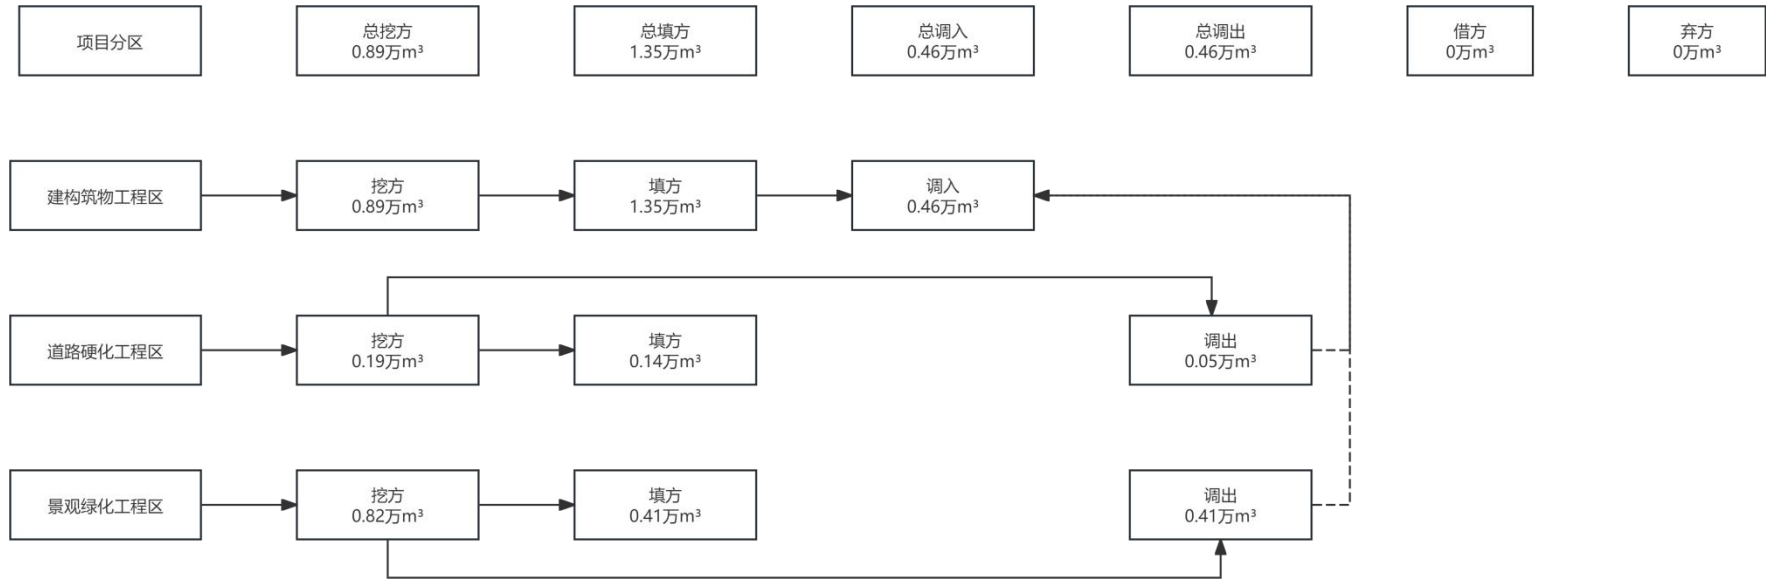 项目分区
总挖方
0.89万m³
总填方
1.35万m³
总调入
0.46万m³
总调出
0.46万m³
借方
0万m³
弃方
0万m³
建构筑物工程区
挖方
0.89万m³
填方
1.35万m³
调入
0.46万m³
道路硬化工程区
挖方
0.19万m³
填方
0.14万m³
调出
0.05万m³
景观绿化工程区
挖方
0.82万m³
填方
0.41万m³
调出
0.41万m³